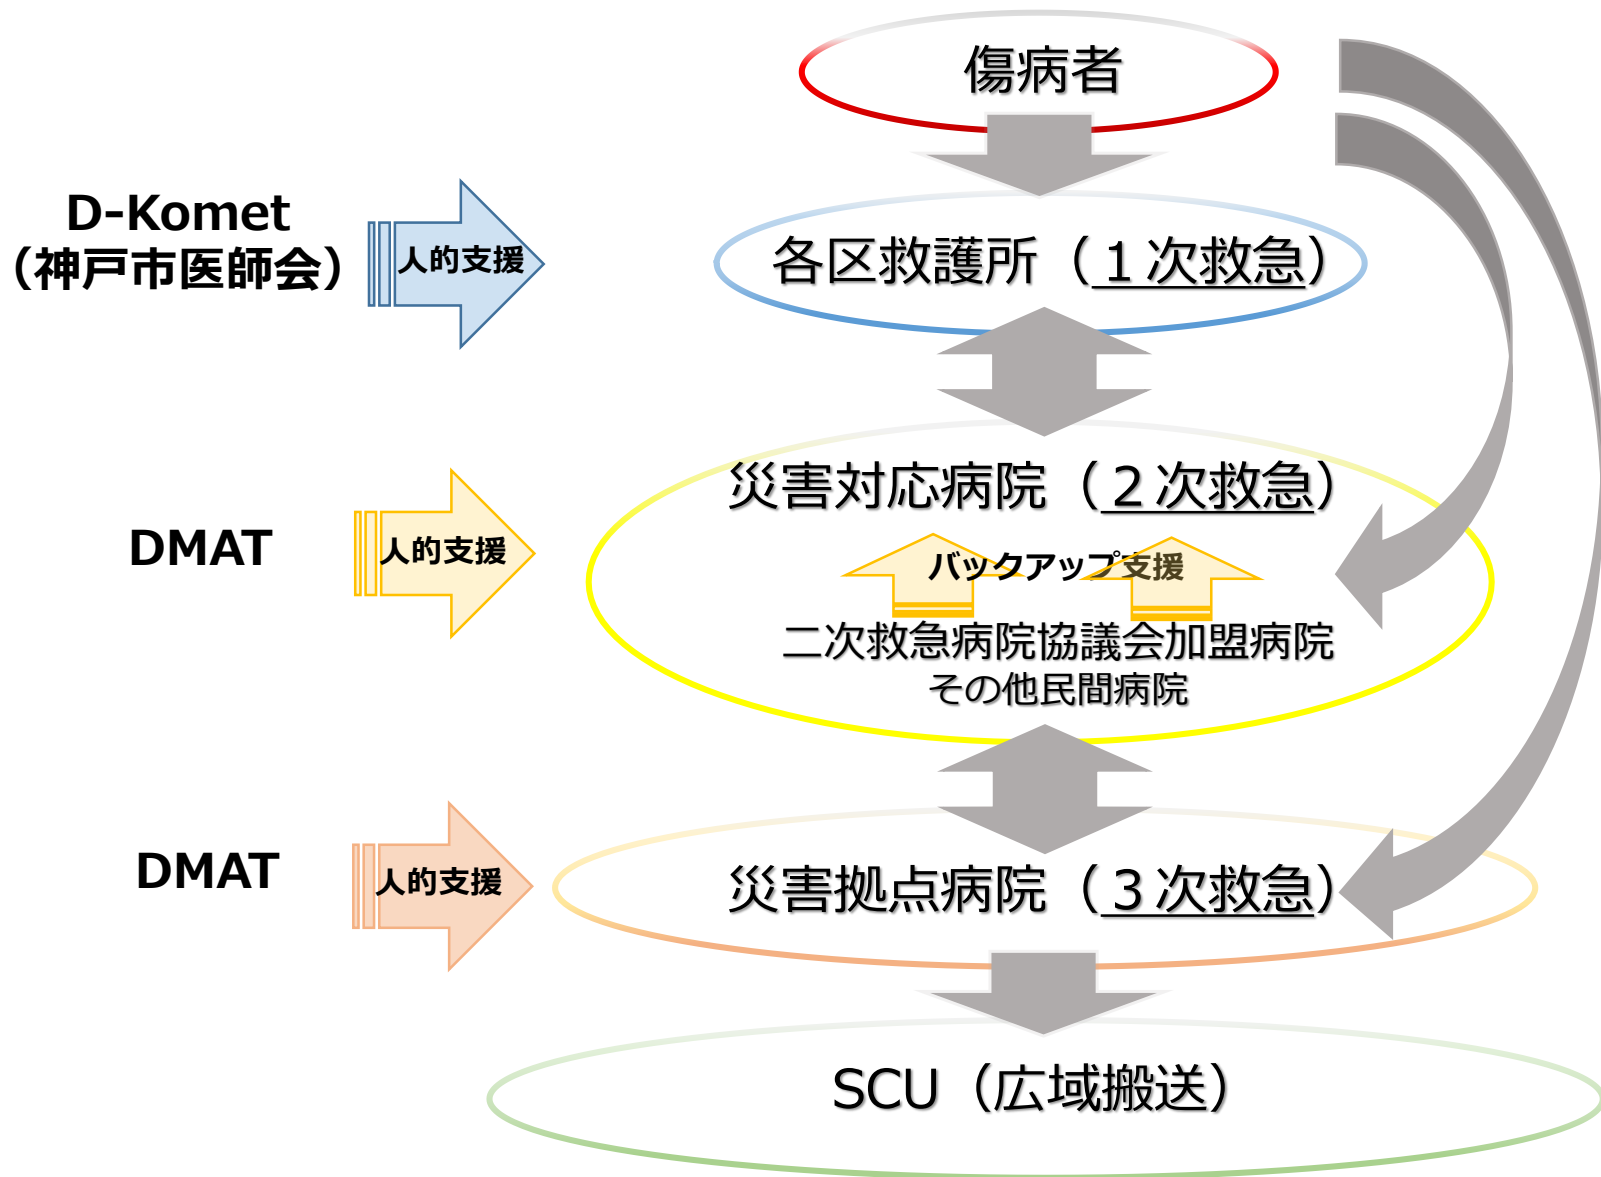 傷病者
D-Komet
（神戸市医師会）
人的支援
各区救護所（１次救急）
災害対応病院（２次救急）
DMAT
人的支援
バックアップ支援
二次救急病院協議会加盟病院
その他民間病院
DMAT
人的支援
災害拠点病院（３次救急）
SCU（広域搬送）